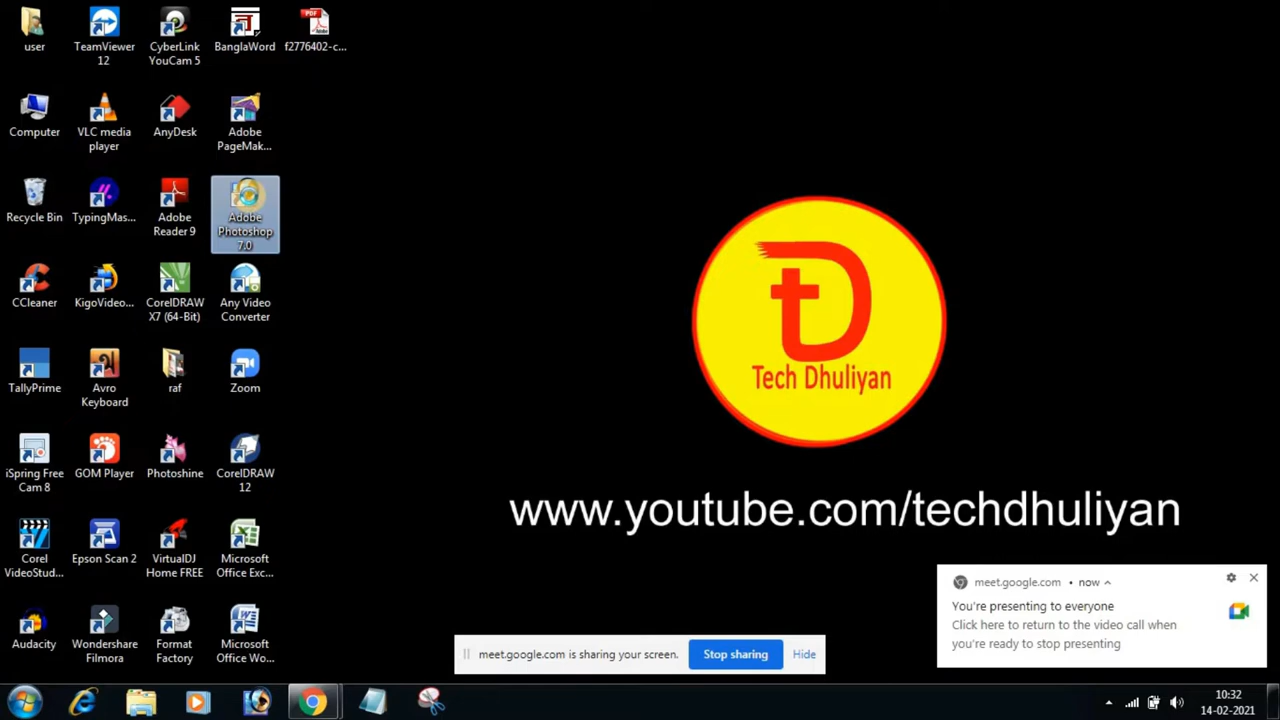 user
TeamViewer
12
CyberLink
YouCam 5
BanglaWord
PDF
f2776402-c...
Computer
VLC media
player
AnyDesk
Adobe
PageMak...
Recycle Bin
TypingMas...
Adobe
Reader 9
Adobe
Photoshop
7.0
CCleaner
KigoVideo...
CorelDRAW
X7 (64-Bit)
Any Video
Converter
TallyPrime
Avro
Keyboard
raf
Zoom
iSpring Free
Cam 8
GOM Player
Photoshine
CorelDRAW
12
Corel
VideoStud...
Epson Scan 2
VirtualDJ
Home FREE
Microsoft
Office Exc...
Audacity
Wondershare
Filmora
Format
Factory
Microsoft
Office Wo...
tD
Tech Dhuliyan
www.youtube.com/techdhuliyan
meet.google.com • now
You're presenting to everyone
Click here to return to the video call when
you're ready to stop presenting
meet.google.com is sharing your screen. Stop sharing Hide
10:32
14-02-2021